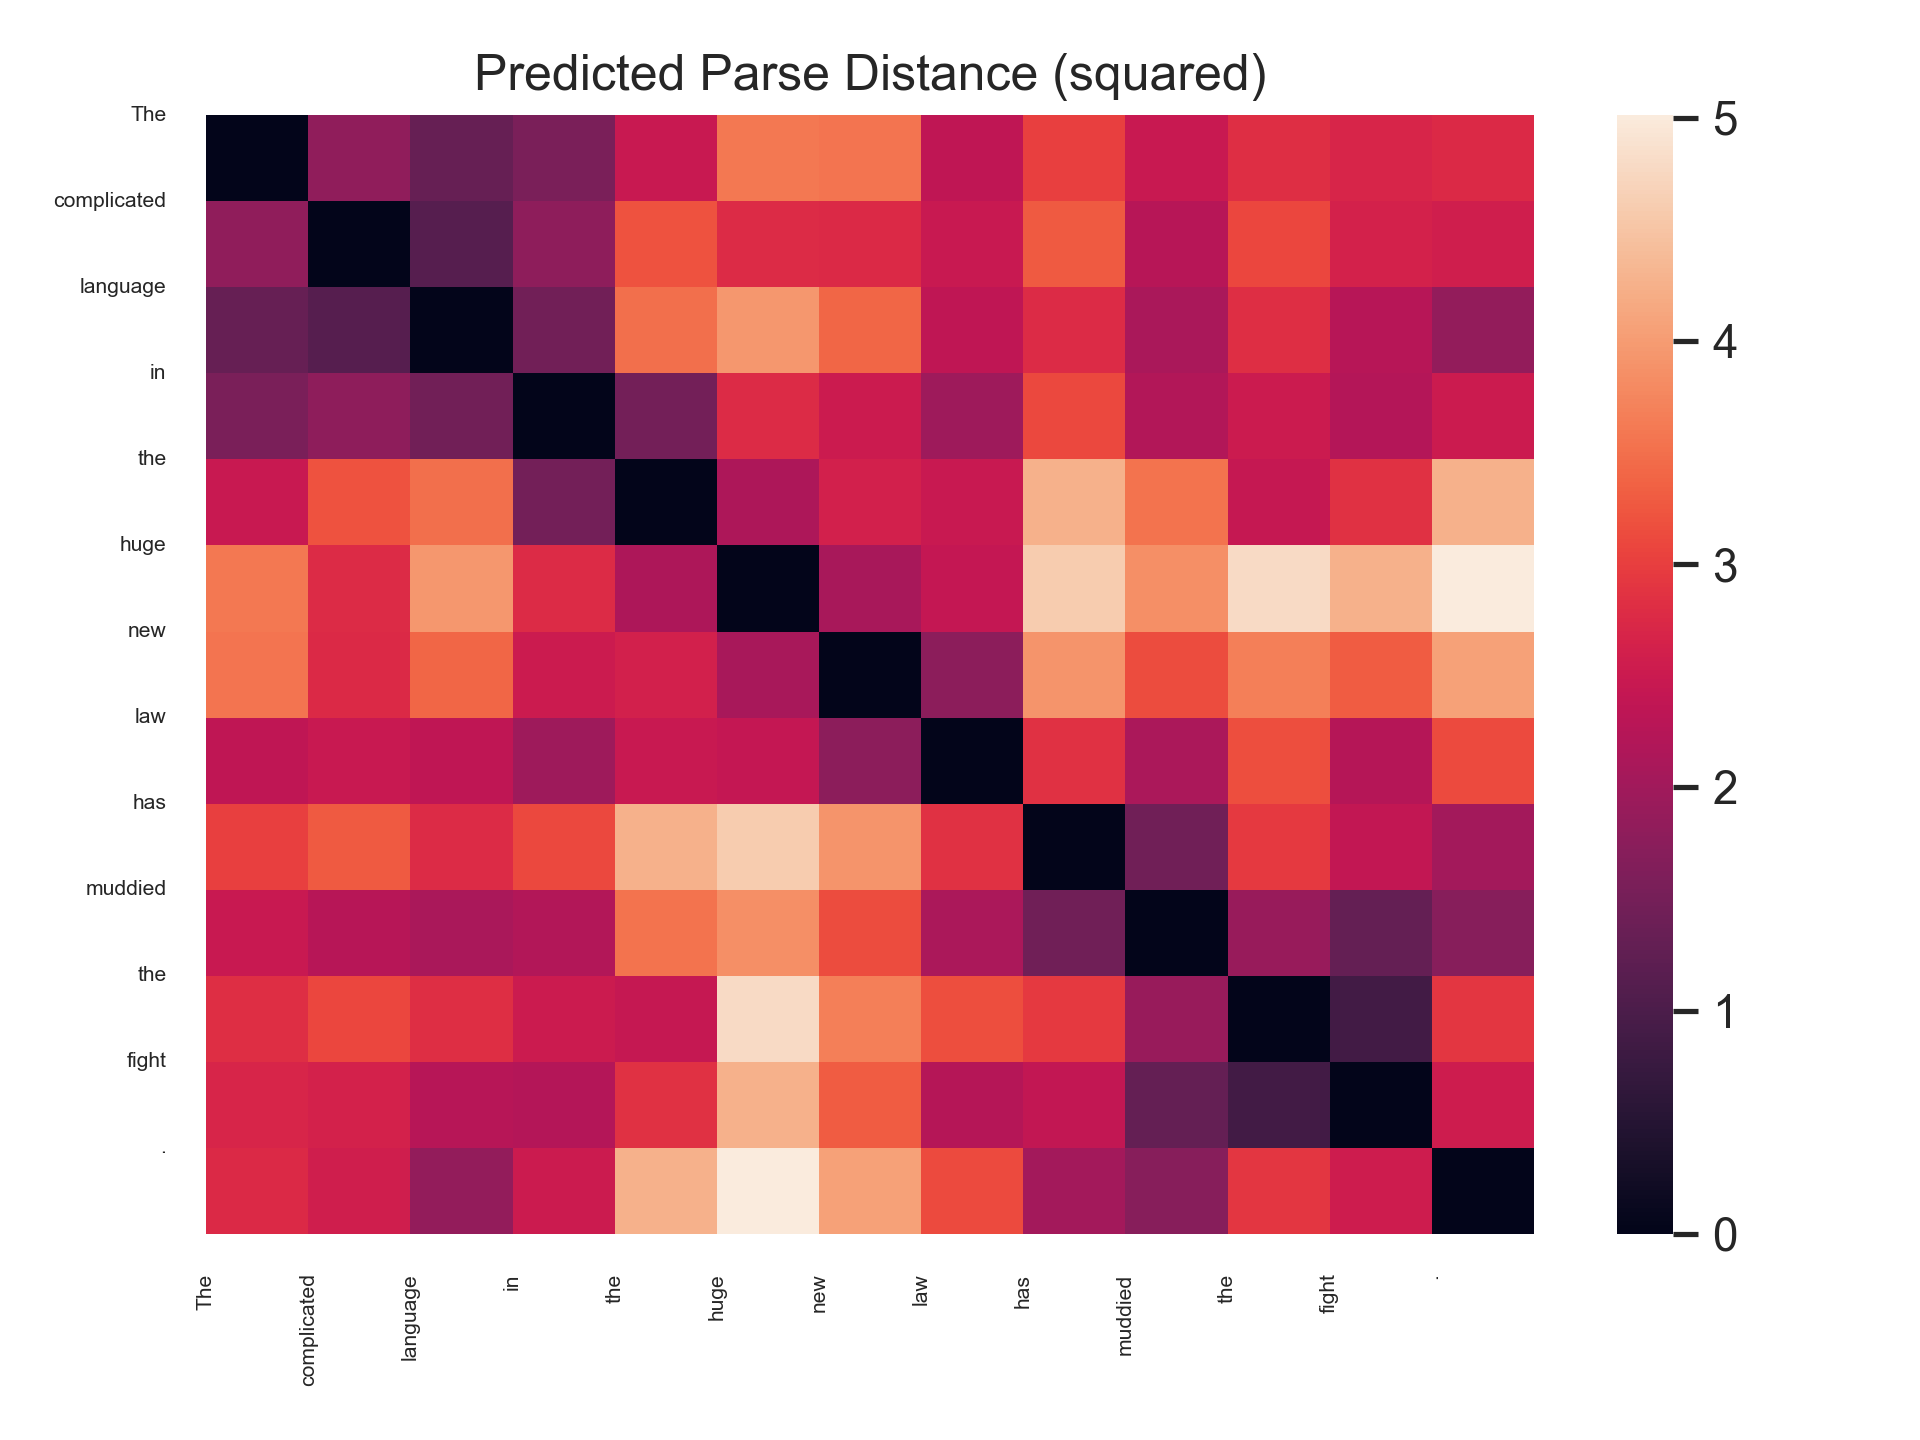 Predicted Parse Distance (squared)
The
complicated
language
in
the
huge
new
law
has
muddied
the
fight
.
5
4
3
2
1
0
The
complicated
language
in
the
huge
new
law
has
muddied
the
fight
.